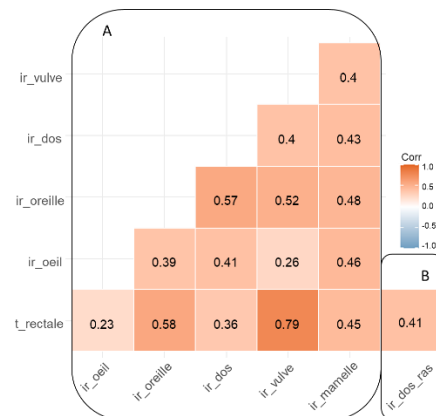 A
ir_vulve
0.4
ir_dos
0.4 0.43
Corr
1.0
0.5
0.0
-0.5
-1.0
ir_oreille
0.57 0.52 0.48
ir_oeil
0.39 0.41 0.26 0.46
B
t_rectale
0.23 0.58 0.36 0.79 0.45 0.41
ir_oeil
ir_oreille
ir_dos
ir_vulve
ir_mamelle
ir_dos_ras